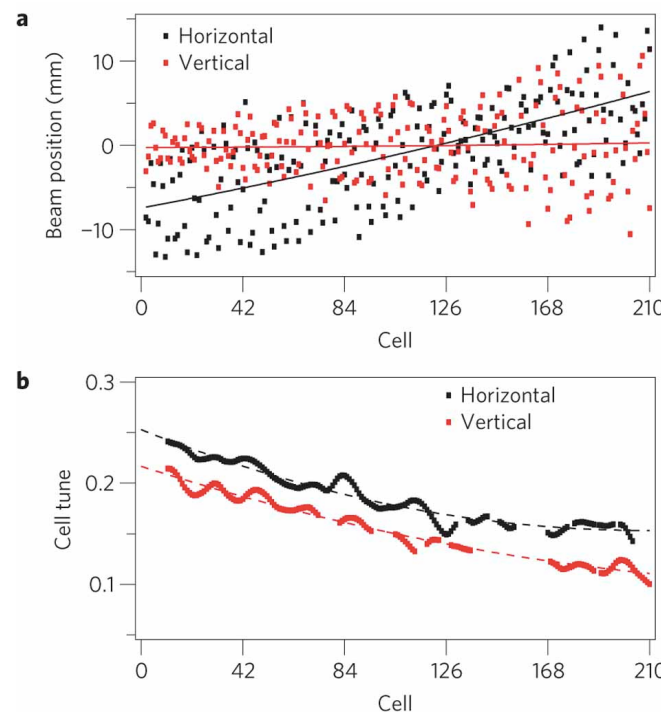 a
Horizontal
Vertical
10
0
−10
Beam position (mm)
0 42 84 126 168 210
Cell
b
0.3
Horizontal
Vertical
0.2
0.1
Cell tune
0 42 84 126 168 210
Cell